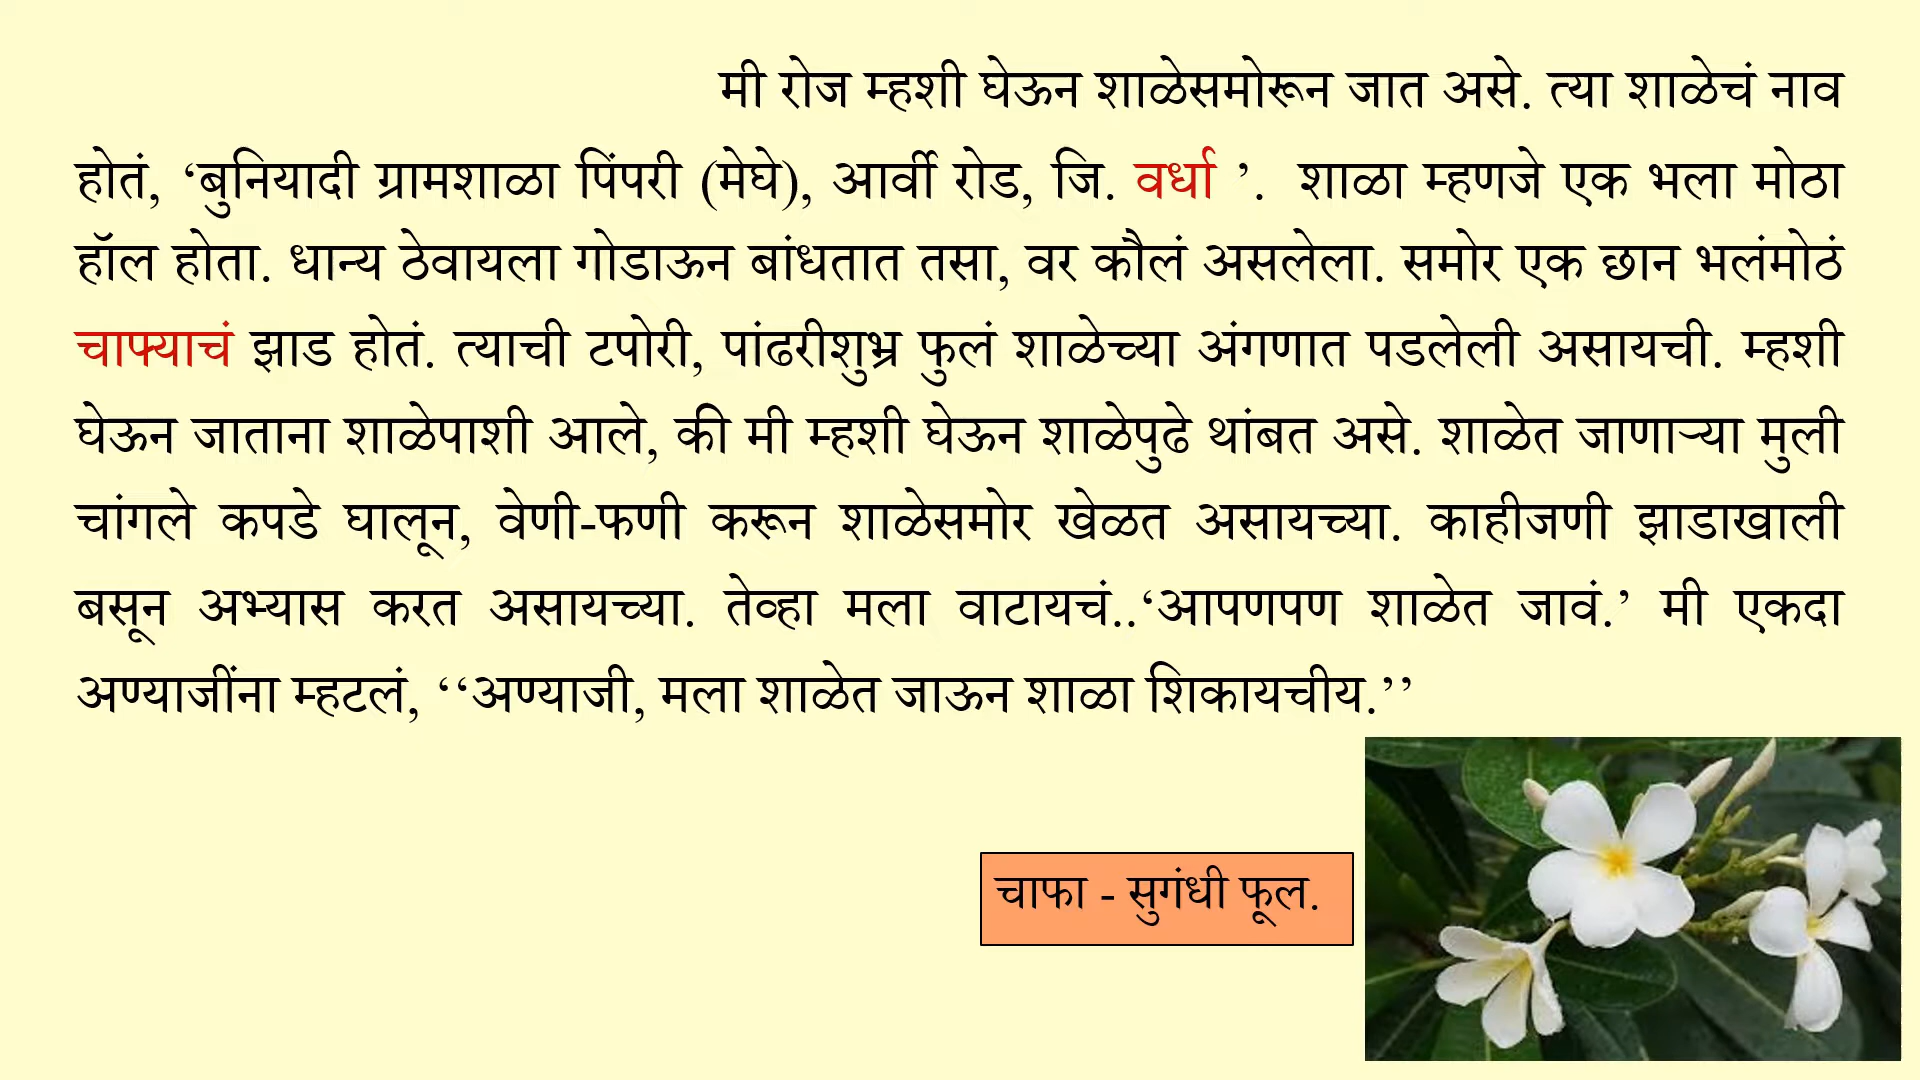 मी रोज म्हशी घेऊन शाळेसमोरून जात असे. त्या शाळेचं नाव
होतं, ‘बुनियादी ग्रामशाळा पिंपरी (मेघे), आर्वी रोड, जि. वर्धा ’. शाळा म्हणजे एक भला मोठा
हॉल होता. धान्य ठेवायला गोडाऊन बांधतात तसा, वर कौलं असलेला. समोर एक छान भलंमोठं
चाफ्याचं झाड होतं. त्याची टपोरी, पांढरीशुभ्र फुलं शाळेच्या अंगणात पडलेली असायची. म्हशी
घेऊन जाताना शाळेपाशी आले, की मी म्हशी घेऊन शाळेपुढे थांबत असे. शाळेत जाणाऱ्या मुली
चांगले कपडे घालून, वेणी-फणी करून शाळेसमोर खेळत असायच्या. काहीजणी झाडाखाली
बसून अभ्यास करत असायच्या. तेव्हा मला वाटायचं..‘आपणपण शाळेत जावं.’ मी एकदा
अण्याजींना म्हटलं, ‘‘अण्याजी, मला शाळेत जाऊन शाळा शिकायचीय.’’
चाफा - सुगंधी फूल.